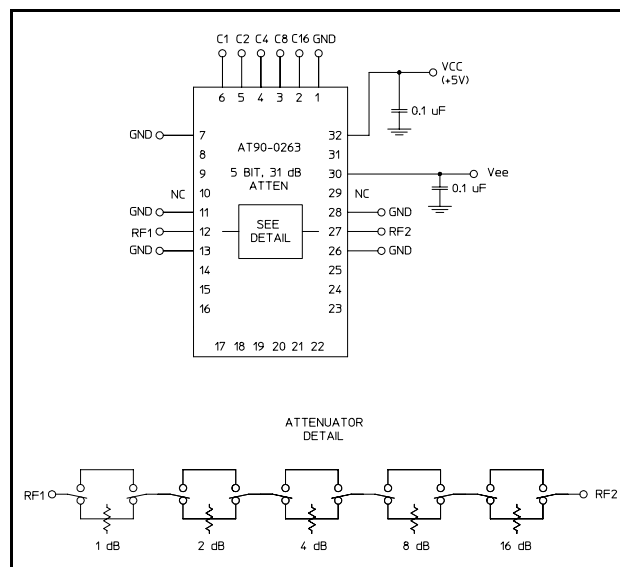 C1 C2 C4 C8 C16 GND
6 5 4 3 2 1
VCC
(+5V)
0.1 uF
GND 7
32
8
AT90-0263
31
9
5 BIT, 31 dB
ATTEN
30
Vee
0.1 uF
NC
10
29
NC
GND 11
28 GND
RF1 12
SEE
DETAIL
27 RF2
GND 13
26 GND
14
25
15
24
16
23
17 18 19 20 21 22
ATTENUATOR
DETAIL
RF1
RF2
1 dB 2 dB 4 dB 8 dB 16 dB